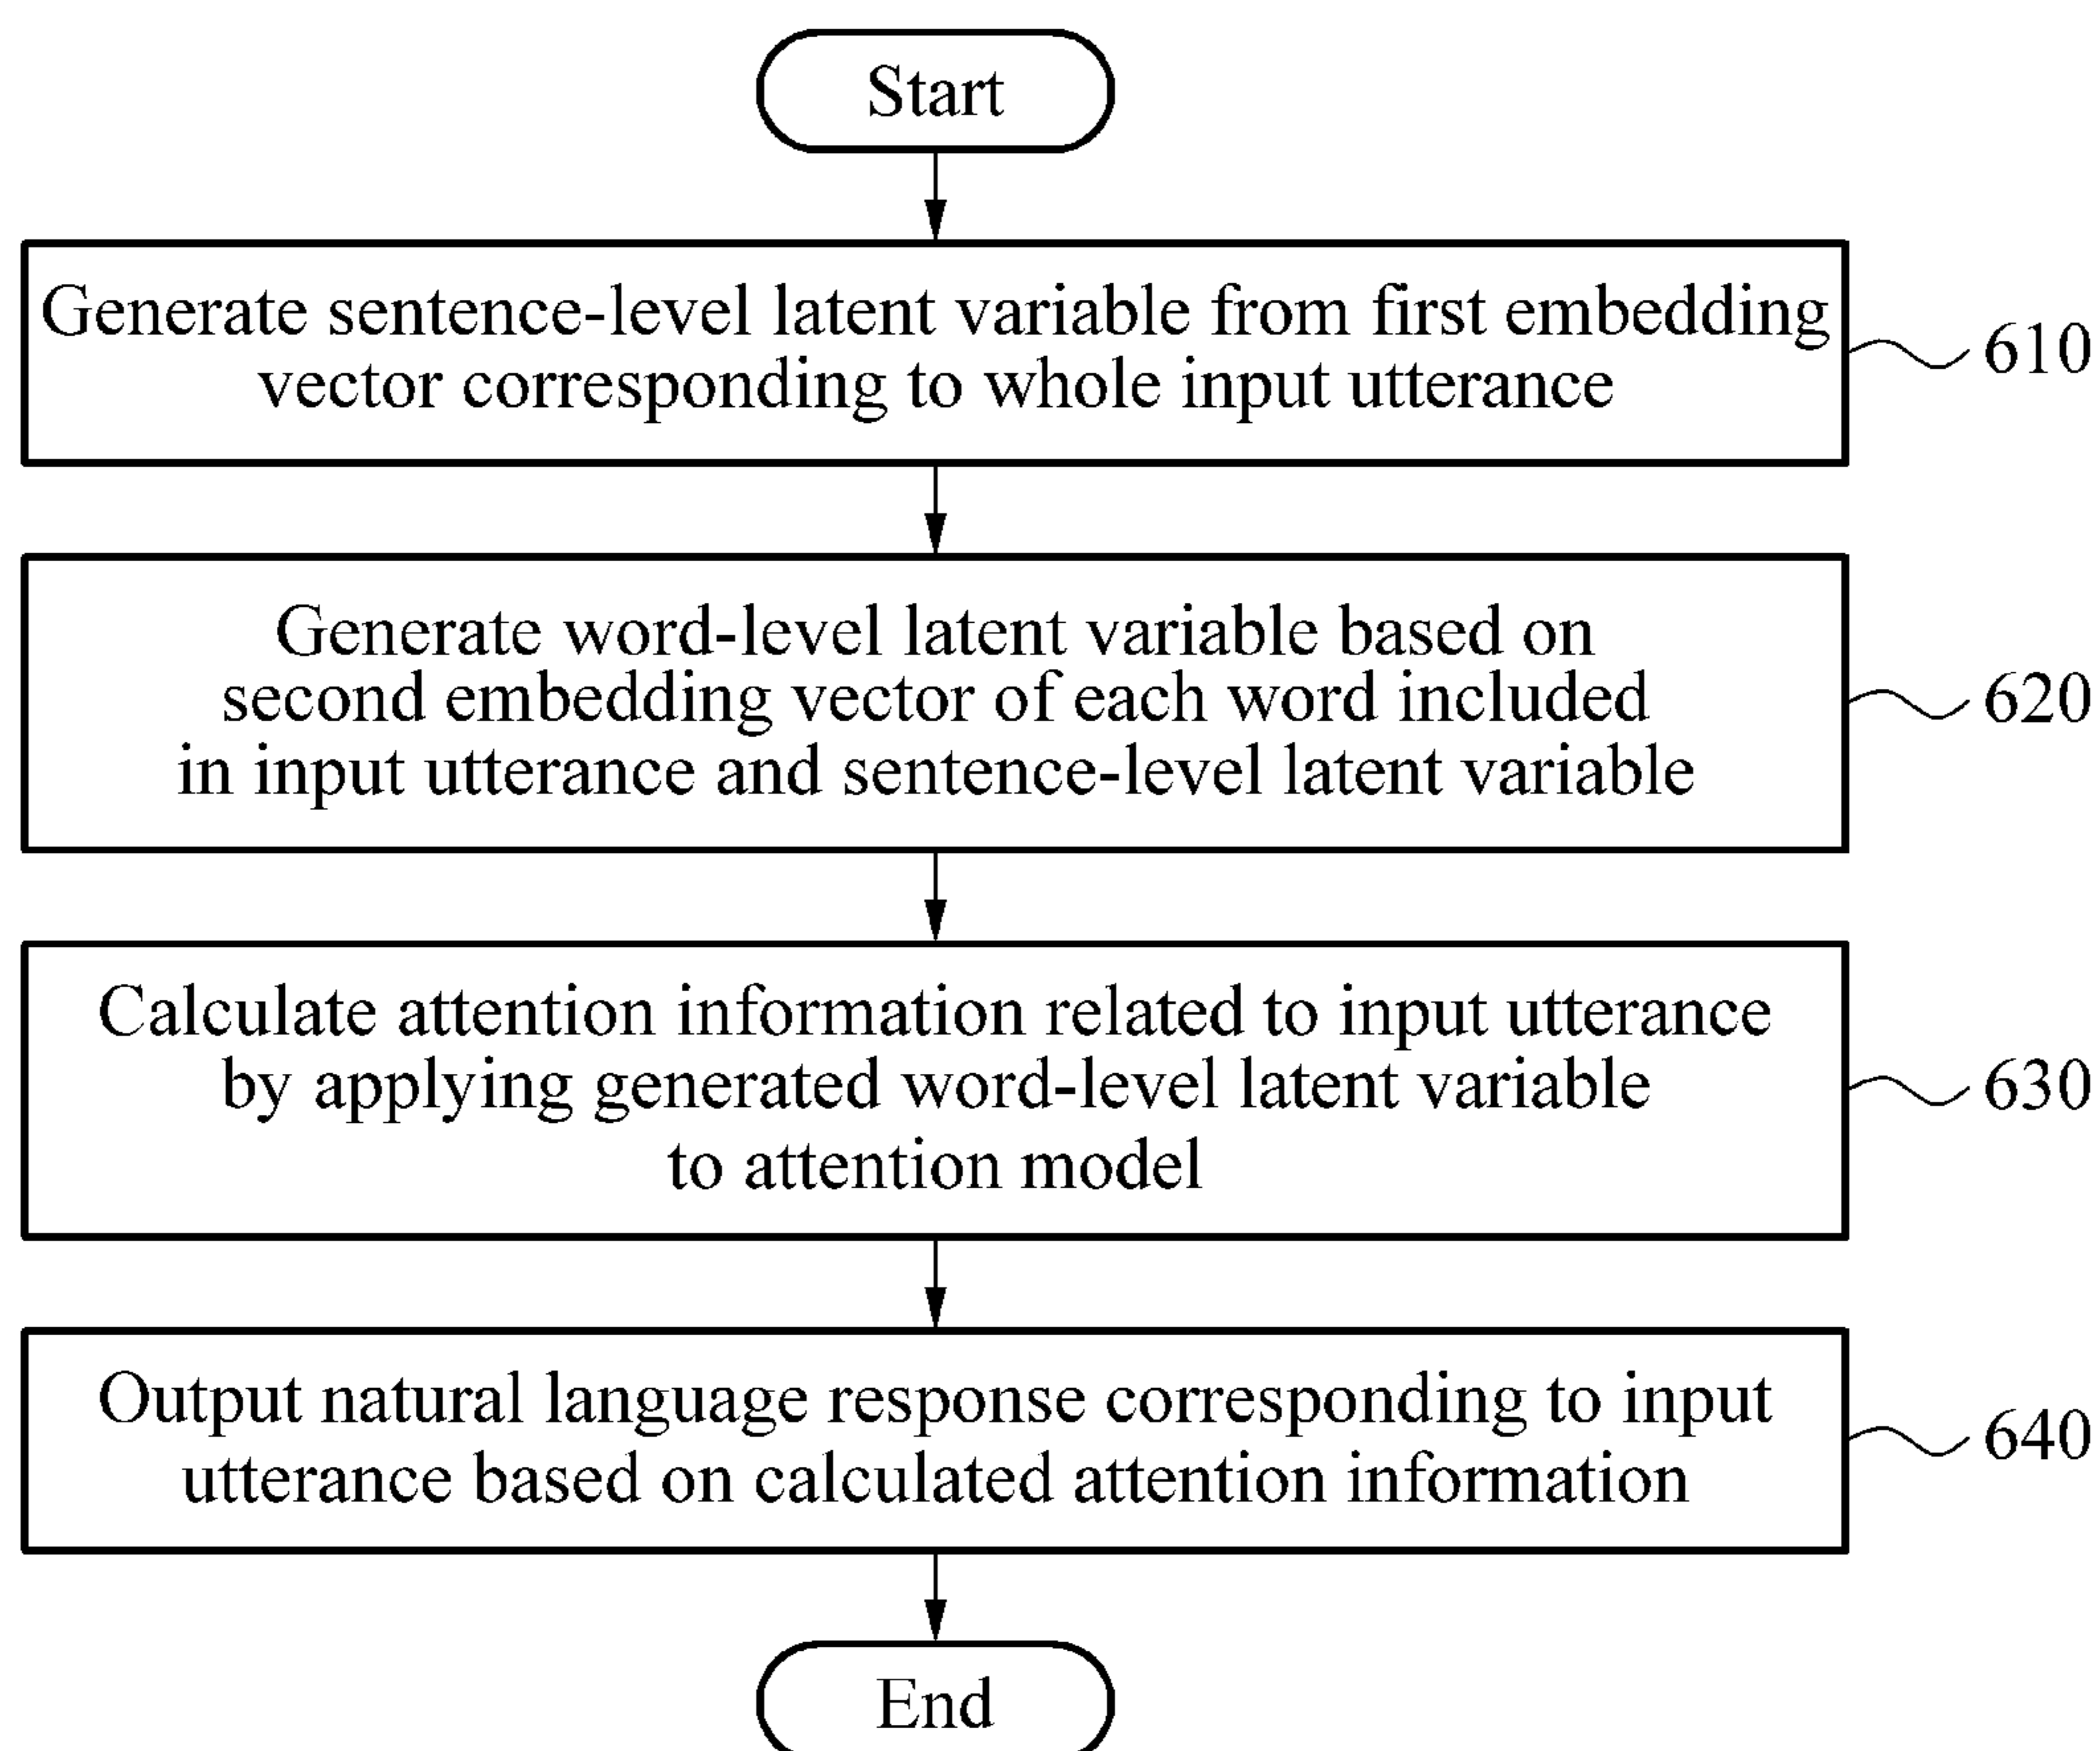 Start
Generate sentence-level latent variable from first embedding
vector corresponding to whole input utterance
610
Generate word-level latent variable based on
second embedding vector of each word included
in input utterance and sentence-level latent variable
620
Calculate attention information related to input utterance
by applying generated word-level latent variable
to attention model
630
Output natural language response corresponding to input
utterance based on calculated attention information
640
End